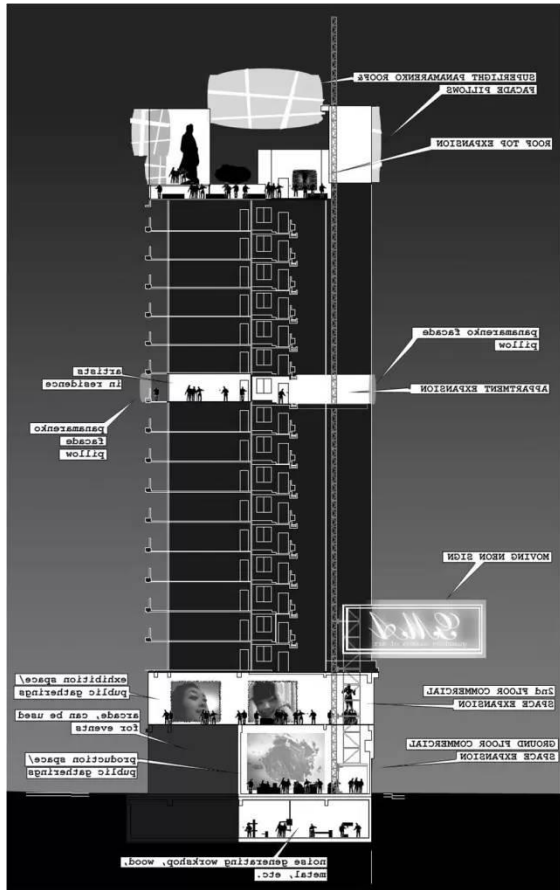 SUPERLIGHT PANAMARENKO ROOF&
FACADE PILLOWS
ROOF TOP EXPANSION
panamarenko facade
pillow
artists
in residence
APPARTMENT EXPANSION
panamarenko
facade
pillow
MOVING NEON SIGN
GMA
exhibition space/
public gatherings
2nd FLOOR COMMERCIAL
SPACE EXPANSION
arcade, can be used
for events
production space/
public gatherings
GROUND FLOOR COMMERCIAL
SPACE EXPANSION
noise generating workshop, wood,
metal, etc.